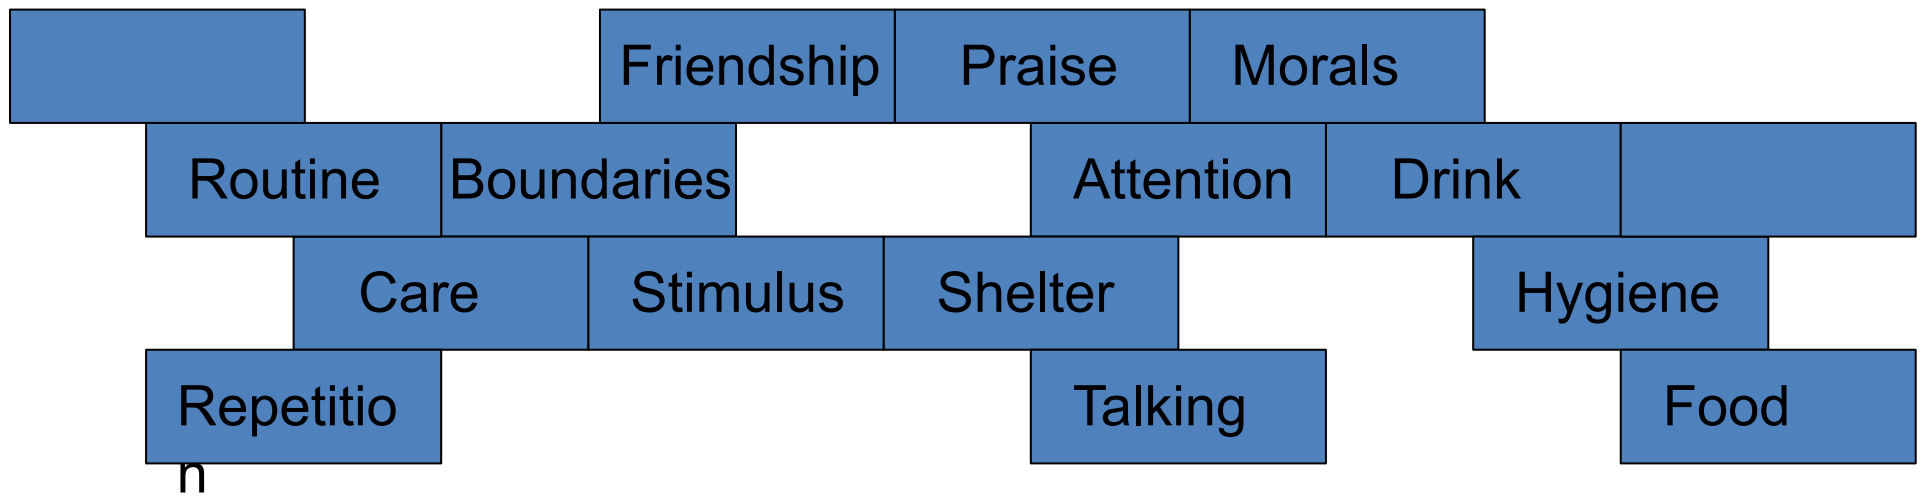 Friendship Praise Morals
Routine Boundaries Attention Drink
Care Stimulus Shelter Hygiene
Repetitio Talking Food
n